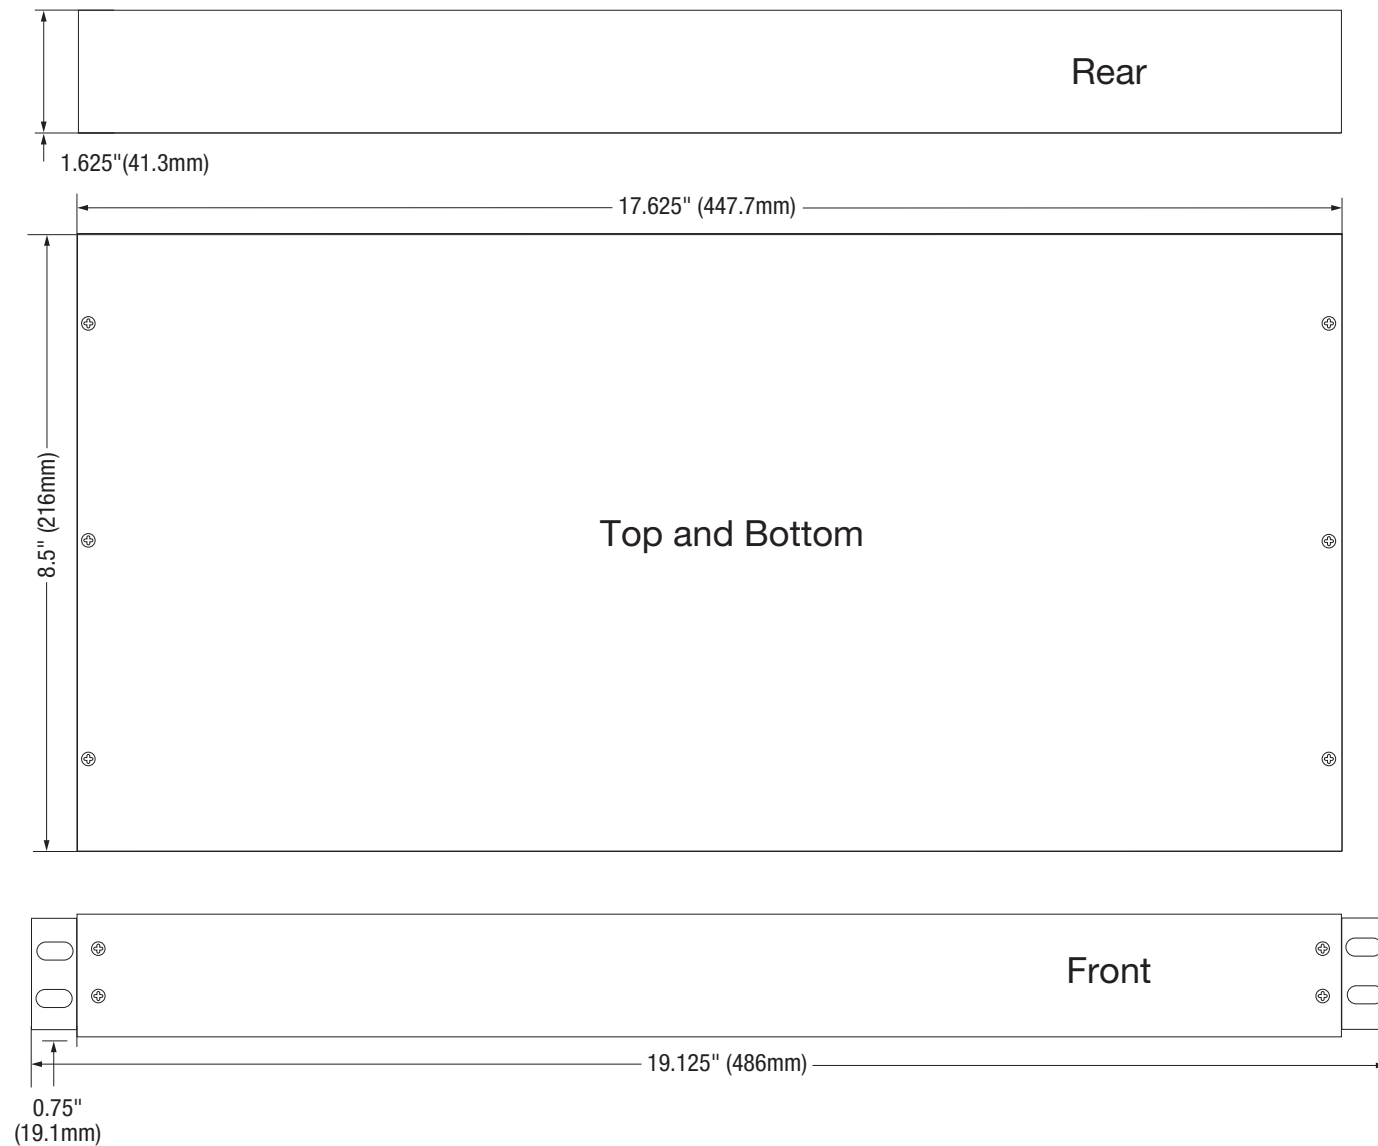 Rear
1.625"(41.3mm)
17.625" (447.7mm)
8.5" (216mm)
Top and Bottom
Front
19.125" (486mm)
0.75"
(19.1mm)